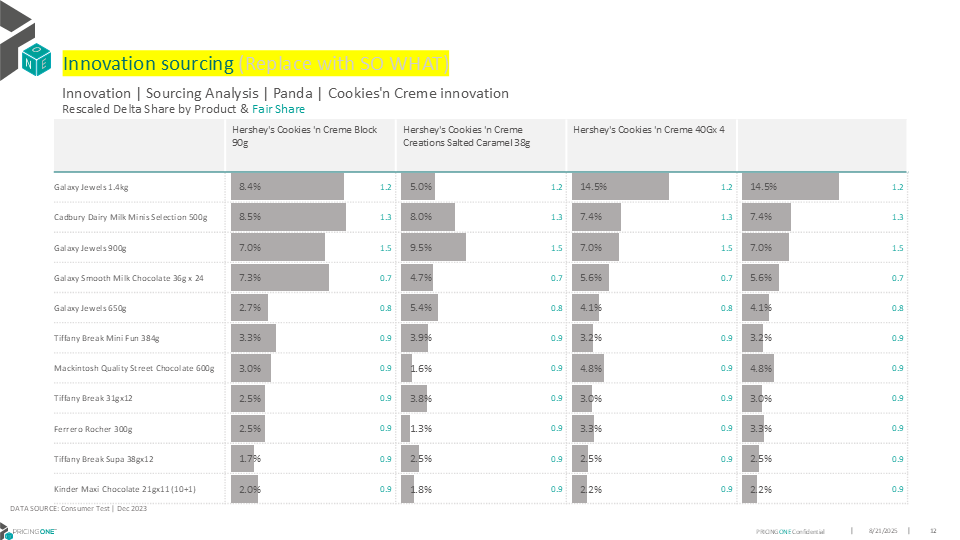 O
N E
Innovation sourcing (Replace with SO WHAT)
Innovation | Sourcing Analysis | Panda | Cookies'n Creme innovation
Rescaled Delta Share by Product & Fair Share
Hershey's Cookies 'n Creme Block 90g
Hershey's Cookies 'n Creme Creations Salted Caramel 38g
Hershey's Cookies 'n Creme 40Gx 4
Galaxy Jewels 1.4kg 8.4% 1.2 5.0% 1.2 14.5% 1.2 14.5% 1.2
Cadbury Dairy Milk Minis Selection 500g 8.5% 1.3 8.0% 1.3 7.4% 1.3 7.4% 1.3
Galaxy Jewels 900g 7.0% 1.5 9.5% 1.5 7.0% 1.5 7.0% 1.5
Galaxy Smooth Milk Chocolate 36g x 24 7.3% 0.7 4.7% 0.7 5.6% 0.7 5.6% 0.7
Galaxy Jewels 650g 2.7% 0.8 5.4% 0.8 4.1% 0.8 4.1% 0.8
Tiffany Break Mini Fun 384g 3.3% 0.9 3.9% 0.9 3.2% 0.9 3.2% 0.9
Mackintosh Quality Street Chocolate 600g 3.0% 0.9 1.6% 0.9 4.8% 0.9 4.8% 0.9
Tiffany Break 31gx12 2.5% 0.9 3.8% 0.9 3.0% 0.9 3.0% 0.9
Ferrero Rocher 300g 2.5% 0.9 1.3% 0.9 3.3% 0.9 3.3% 0.9
Tiffany Break Supa 38gx12 1.7% 0.9 2.5% 0.9 2.5% 0.9 2.5% 0.9
Kinder Maxi Chocolate 21gx11 (10+1) 2.0% 0.9 1.8% 0.9 2.2% 0.9 2.2% 0.9
DATA SOURCE: Consumer Test | Dec 2023
PRICINGONE™
PRICINGONE Confidential | 8/21/2025 | 12